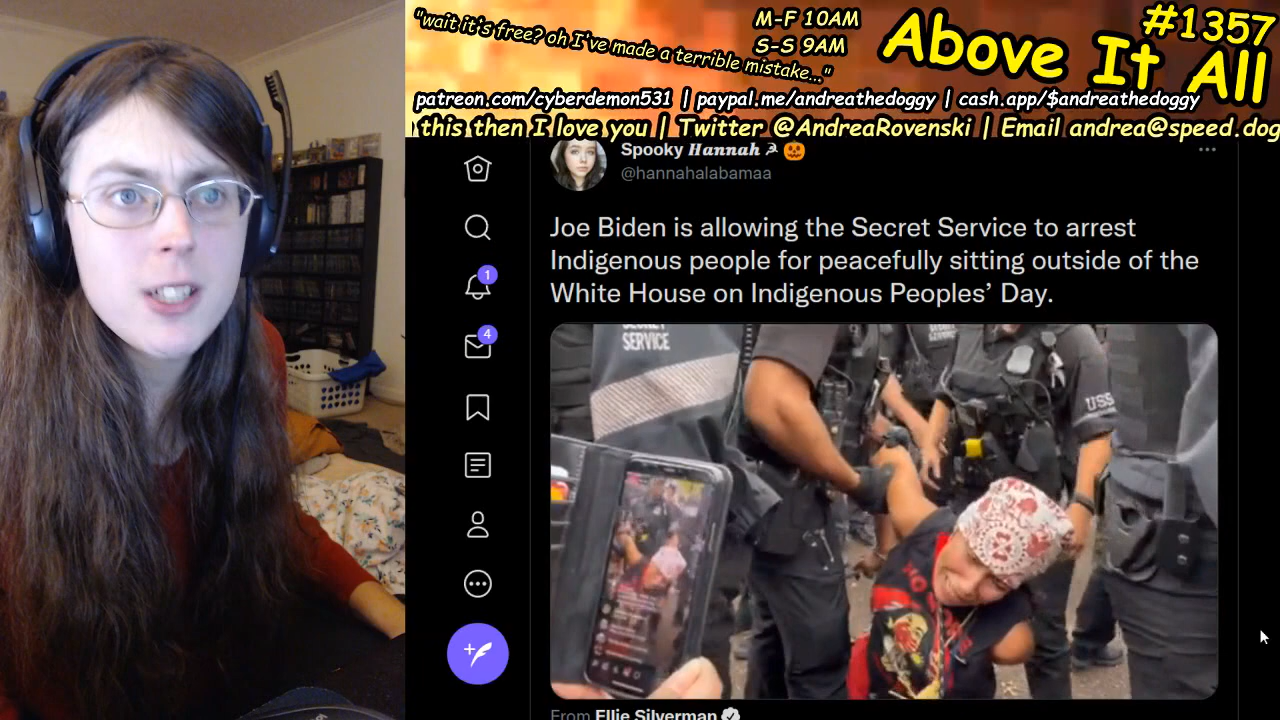 "wait it's free? oh I've made a terrible mistake..."
M-F 10AM
S-S 9AM
Above It All
#1357
patreon.com/cyberdemon531 | paypal.me/andreathedoggy | cash.app/$andreathedoggy
this then I love you | Twitter @AndreaRovenski | Email andrea@speed.dog
Spooky Hannah ☭ 🎃
@hannahalabamaa
Joe Biden is allowing the Secret Service to arrest
Indigenous people for peacefully sitting outside of the
White House on Indigenous Peoples' Day.
SECRET
SERVICE
USSS
1
4
From Ellie Silverman